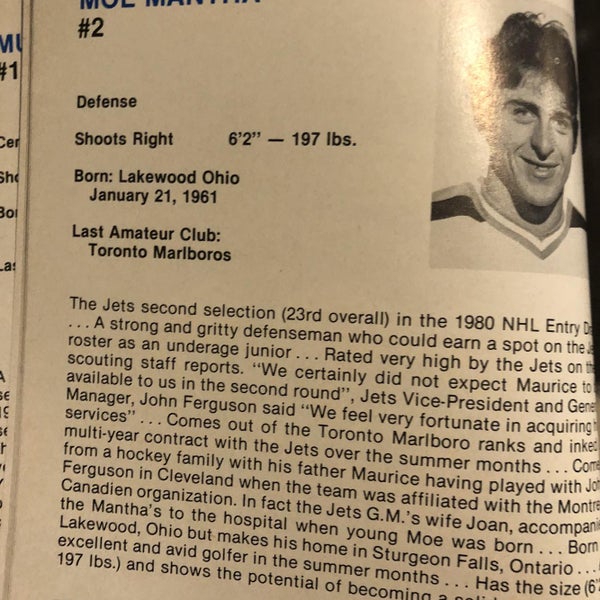 MOE MANTHA
#2
Defense
Shoots Right 6'2" — 197 lbs.
Born: Lakewood Ohio
January 21, 1961
Last Amateur Club:
Toronto Marlboros
The Jets second selection (23rd overall) in the 1980 NHL Entry
... A strong and gritty defenseman who could earn a spot on the
roster as an underage junior ... Rated very high by the Jets on
scouting staff reports. "We certainly did not expect Maurice to
available to us in the second round", Jets Vice-President and
Manager, John Ferguson said "We feel very fortunate in acquiring
services" ... Comes out of the Toronto Marlboro ranks and inked
multi-year contract with the Jets over the summer months ...
from a hockey family with his father Maurice having played with
Ferguson in Cleveland when the team was affiliated with the
Canadien organization. In fact the Jets G.M.'s wife Joan,
the Mantha's to the hospital when young Moe was born ... Born
Lakewood, Ohio but makes his home in Sturgeon Falls, Ontario ...
excellent and avid golfer in the summer months ... Has the size
197 lbs.) and shows the potential of becoming a